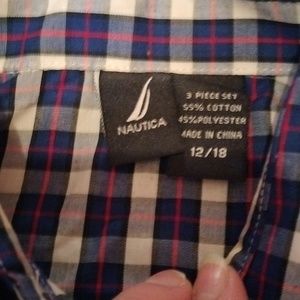 NAUTICA
3 PIECE SET
55% COTTON
45% POLYESTER
MADE IN CHINA
12/18